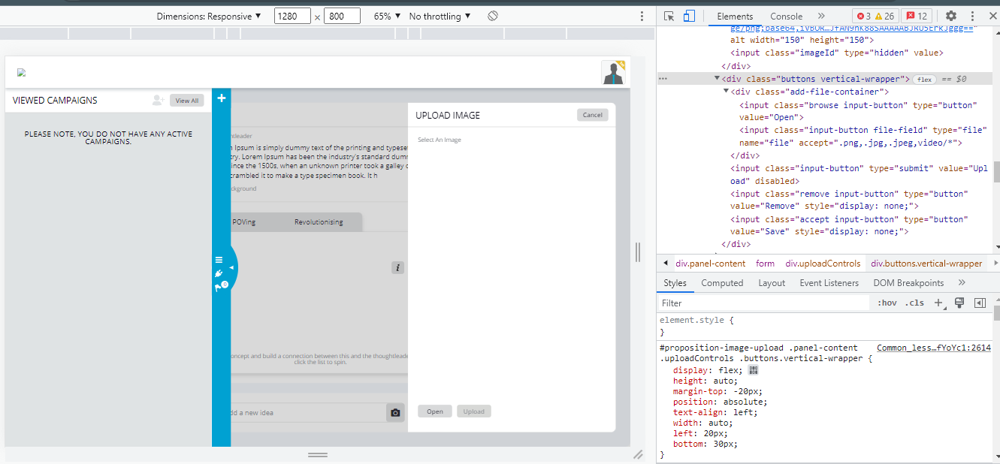 Dimensions: Responsive ▼ 1280 × 800 65% ▼ No throttling ▼
VIEWED CAMPAIGNS
View All
PLEASE NOTE, YOU DO NOT HAVE ANY ACTIVE
CAMPAIGNS.
0
ntleader
Ipsum is simply dummy text of the printing and typeset
try. Lorem Ipsum has been the industry's standard dumm
ince the 1500s, when an unknown printer took a galley o
crambled it to make a type specimen book. It h
ckground
POVing Revolutionising
i
oncept and build a connection between this and the thoughtleade
click the list to spin.
dd a new idea
UPLOAD IMAGE
Cancel
Select An Image
Open Upload
Elements Console » 3 26 12
alt width="150" height="150">
<input class="imageId" type="hidden" value>
</div>
<div class="buttons vertical-wrapper"> flex == $0
<div class="add-file-container">
<input class="browse input-button" type="button"
value="Open">
<input class="input-button file-field" type="file"
name="file" accept=".png,.jpg,.jpeg,video/*">
</div>
<input class="input-button" type="submit" value="Upl
oad" disabled>
<input class="remove input-button" type="button"
value="Remove" style="display: none;">
<input class="accept input-button" type="button"
value="Save" style="display: none;">
</div>
div.panel-content form div.uploadControls div.buttons.vertical-wrapper
Styles Computed Layout Event Listeners DOM Breakpoints »
Filter :hov .cls +
element.style {
}
#proposition-image-upload .panel-content Common_less…fYoYc1:2614
.uploadControls .buttons.vertical-wrapper {
display: flex;
height: auto;
margin-top: -20px;
position: absolute;
text-align: left;
width: auto;
left: 20px;
bottom: 30px;
}